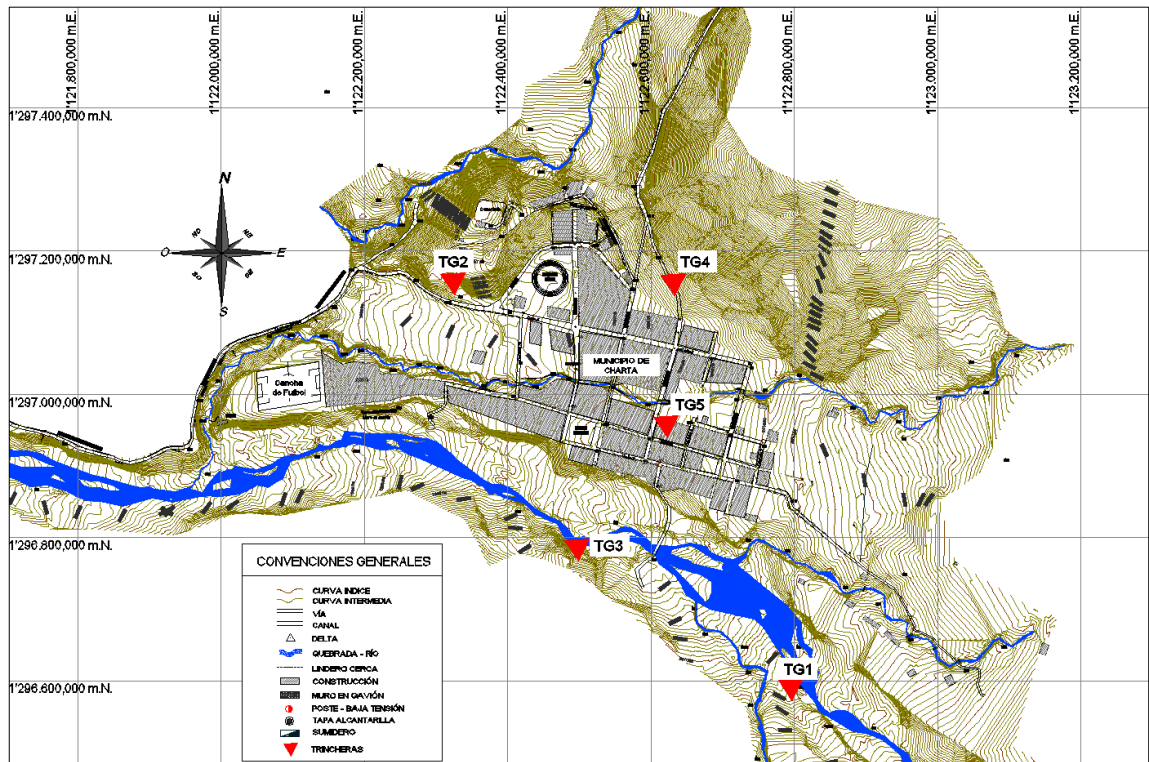 1'121.800,000 m.E.
1'122.000,000 m.E.
1'122.200,000 m.E.
1'122.400,000 m.E.
1'122.600,000 m.E.
1'122.800,000 m.E.
1'123.000,000 m.E.
1'123.200,000 m.E.
1'297.400,000 m.N.
1'297.200,000 m.N.
1'297.000,000 m.N.
1'296.800,000 m.N.
1'296.600,000 m.N.
N
NO
NE
O
E
SO
SE
S
TG2
TG4
MUNICIPIO DE
CHARTA
Cancha
de Futbol
TG5
TG3
TG1
CONVENCIONES GENERALES
CURVA INDICE
CURVA INTERMEDIA
VÍA
CANAL
DELTA
QUEBRADA - RÍO
LINDERO CERCA
CONSTRUCCIÓN
MURO EN GAVIÓN
POSTE - BAJA TENSIÓN
TAPA ALCANTARILLA
SUMIDERO
TRINCHERAS